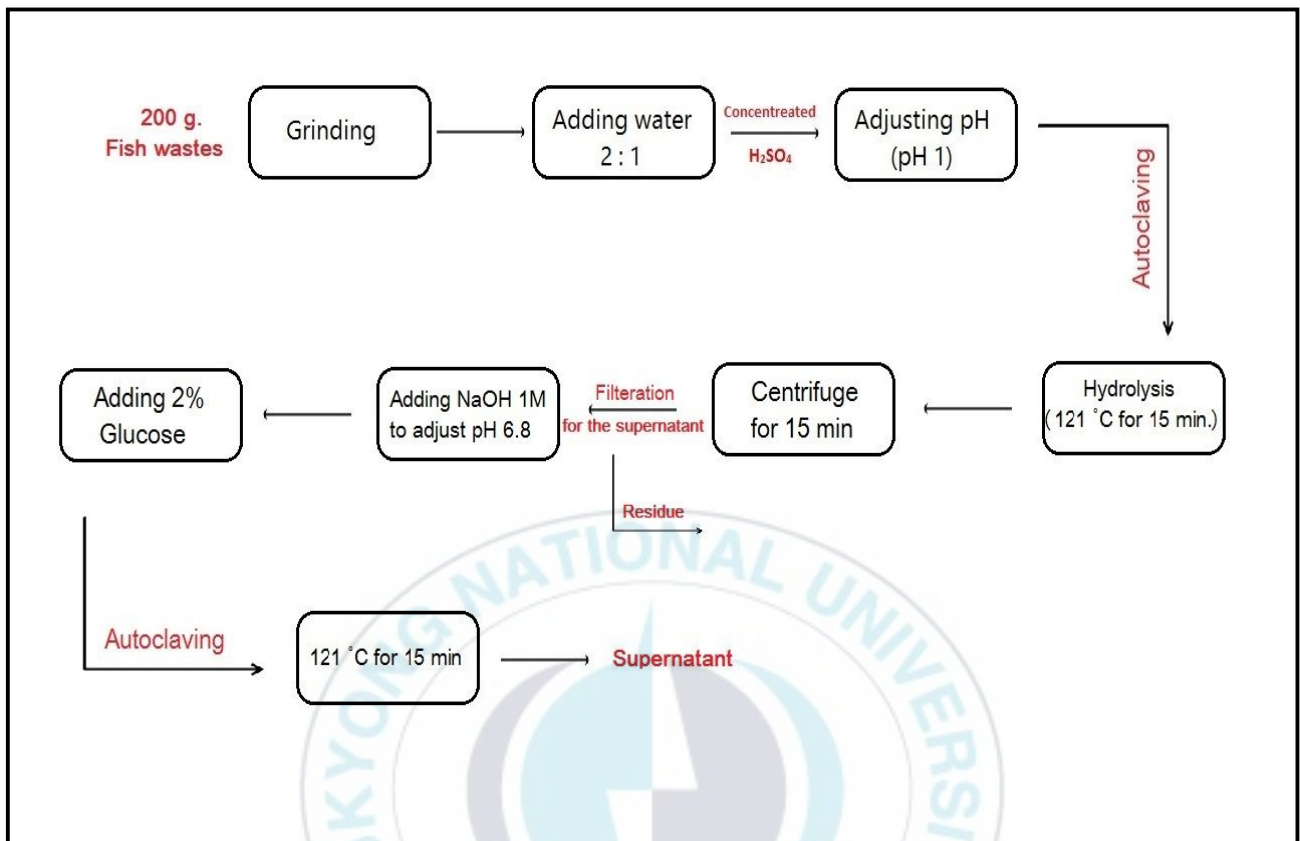 200 g.
Fish wastes
Grinding
Adding water
2 : 1
Concentreated
H₂SO₄
Adjusting pH
(pH 1)
Autoclaving
Hydrolysis
( 121 ˚C for 15 min.)
Centrifuge
for 15 min
Filteration
for the supernatant
Residue
Adding NaOH 1M
to adjust pH 6.8
Adding 2%
Glucose
Autoclaving
121 ˚C for 15 min
Supernatant
KYONG NATIONAL UNIVERSI